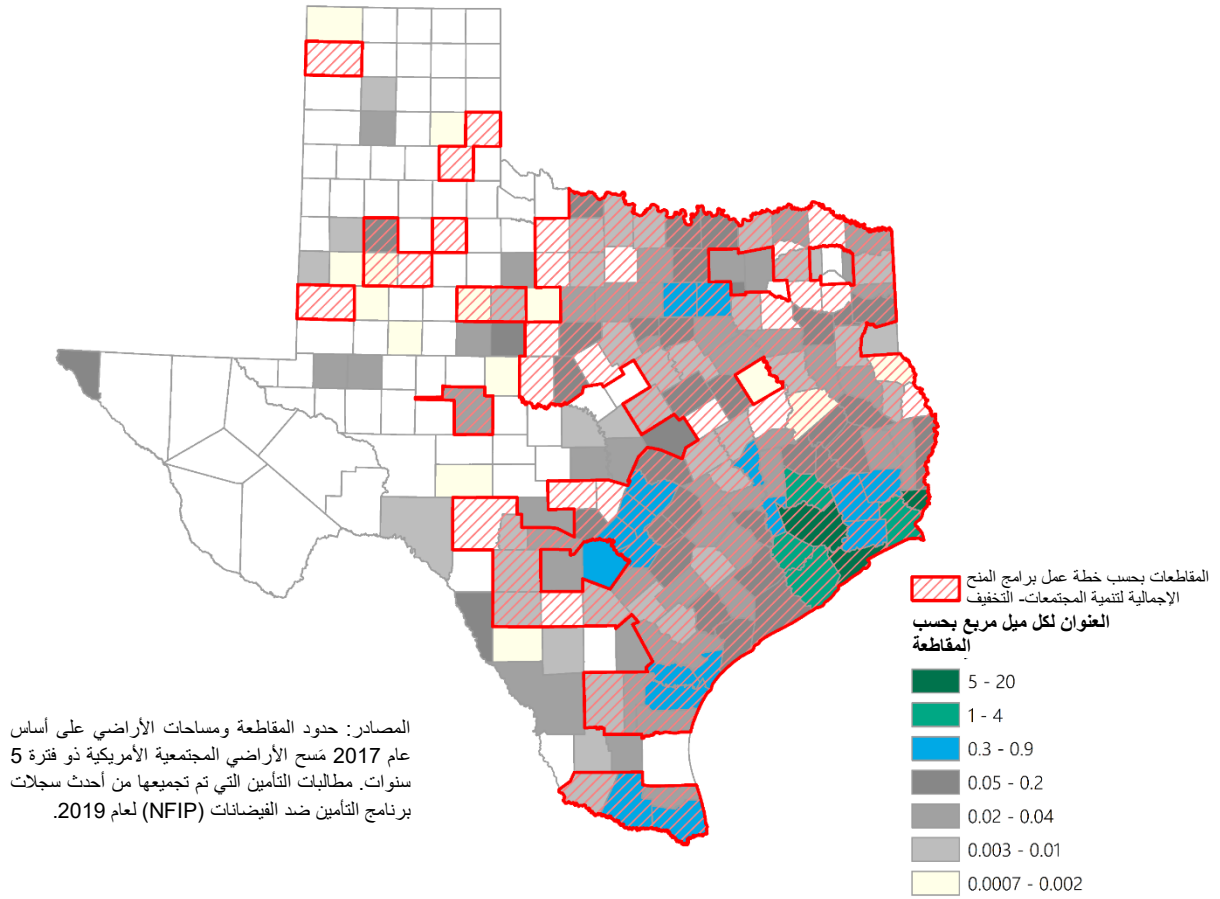 المقاطعات بحسب خطة عمل برامج المنح
الإجمالية لتنمية المجتمعات- التخفيف
العنوان لكل ميل مربع بحسب
المقاطعة
5 - 20
1 - 4
0.3 - 0.9
0.05 - 0.2
0.02 - 0.04
0.003 - 0.01
0.0007 - 0.002
المصادر: حدود المقاطعة ومساحات الأراضي على أساس
عام 2017 مَسح الأراضي المجتمعية الأمريكية ذو فترة 5
سنوات. مطالبات التأمين التي تم تجميعها من أحدث سجلات
برنامج التأمين ضد الفيضانات (NFIP) لعام 2019.